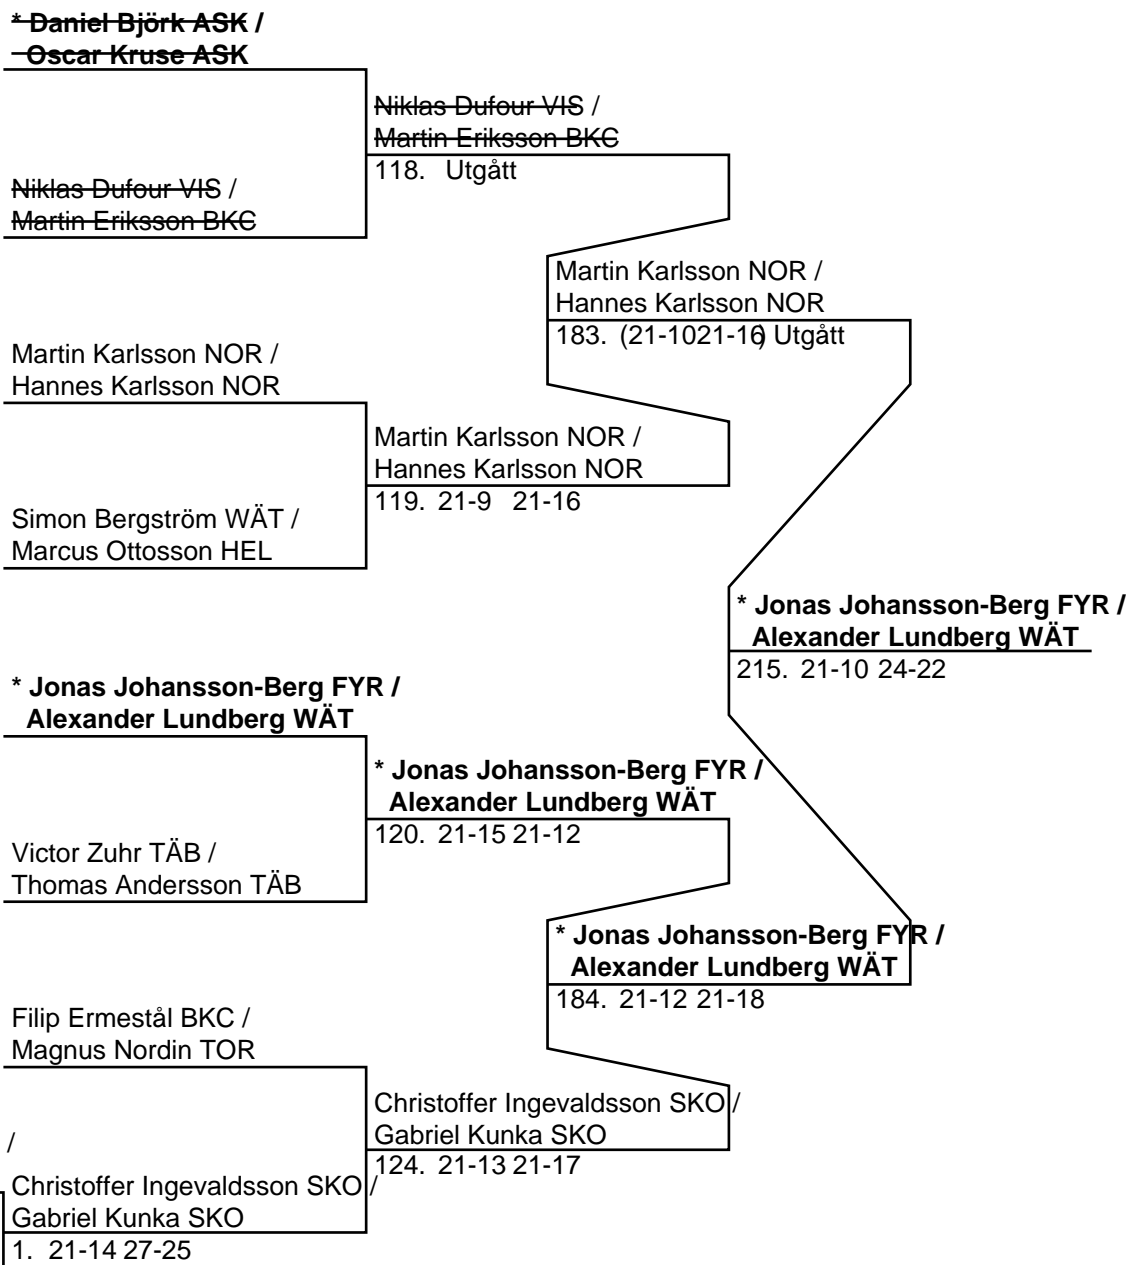 * Daniel Björk ASK /
Oscar Kruse ASK
Niklas Dufour VIS /
Martin Eriksson BKC
118. Utgått
Niklas Dufour VIS /
Martin Eriksson BKC
Martin Karlsson NOR /
Hannes Karlsson NOR
183. (21-10 21-16) Utgått
Martin Karlsson NOR /
Hannes Karlsson NOR
Martin Karlsson NOR /
Hannes Karlsson NOR
119. 21-9 21-16
Simon Bergström WÄT /
Marcus Ottosson HEL
* Jonas Johansson-Berg FYR /
Alexander Lundberg WÄT
215. 21-10 24-22
* Jonas Johansson-Berg FYR /
Alexander Lundberg WÄT
* Jonas Johansson-Berg FYR /
Alexander Lundberg WÄT
120. 21-15 21-12
Victor Zuhr TÄB /
Thomas Andersson TÄB
* Jonas Johansson-Berg FYR /
Alexander Lundberg WÄT
184. 21-12 21-18
Filip Ermestål BKC /
Magnus Nordin TOR
Christoffer Ingevaldsson SKO /
Gabriel Kunka SKO
124. 21-13 21-17
/
Christoffer Ingevaldsson SKO /
Gabriel Kunka SKO
1. 21-14 27-25